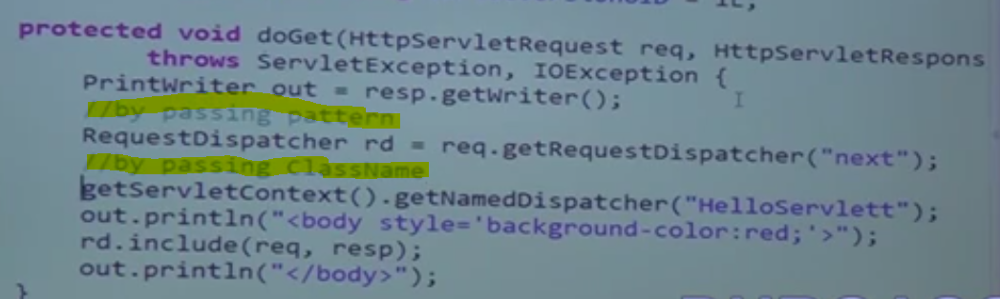 protected void doGet(HttpServletRequest req, HttpServletRespons
throws ServletException, IOException {
PrintWriter out = resp.getWriter();
//by passing pattern
RequestDispatcher rd = req.getRequestDispatcher("next");
//by passing ClassName
getServletContext().getNamedDispatcher("HelloServlett");
out.println("<body style='background-color:red;'>");
rd.include(req, resp);
out.println("</body>");
}